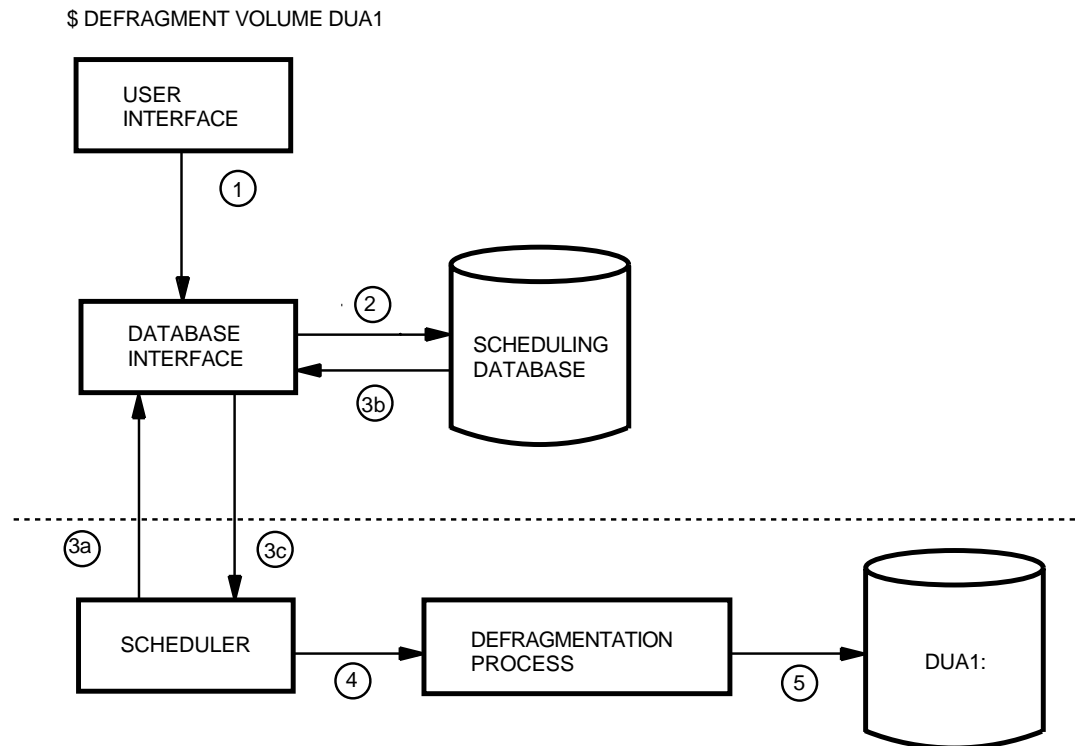 $ DEFRAGMENT VOLUME DUA1
USER
INTERFACE
1
DATABASE
INTERFACE
2
SCHEDULING
DATABASE
3b
3a
3c
SCHEDULER
4
DEFRAGMENTATION
PROCESS
5
DUA1: